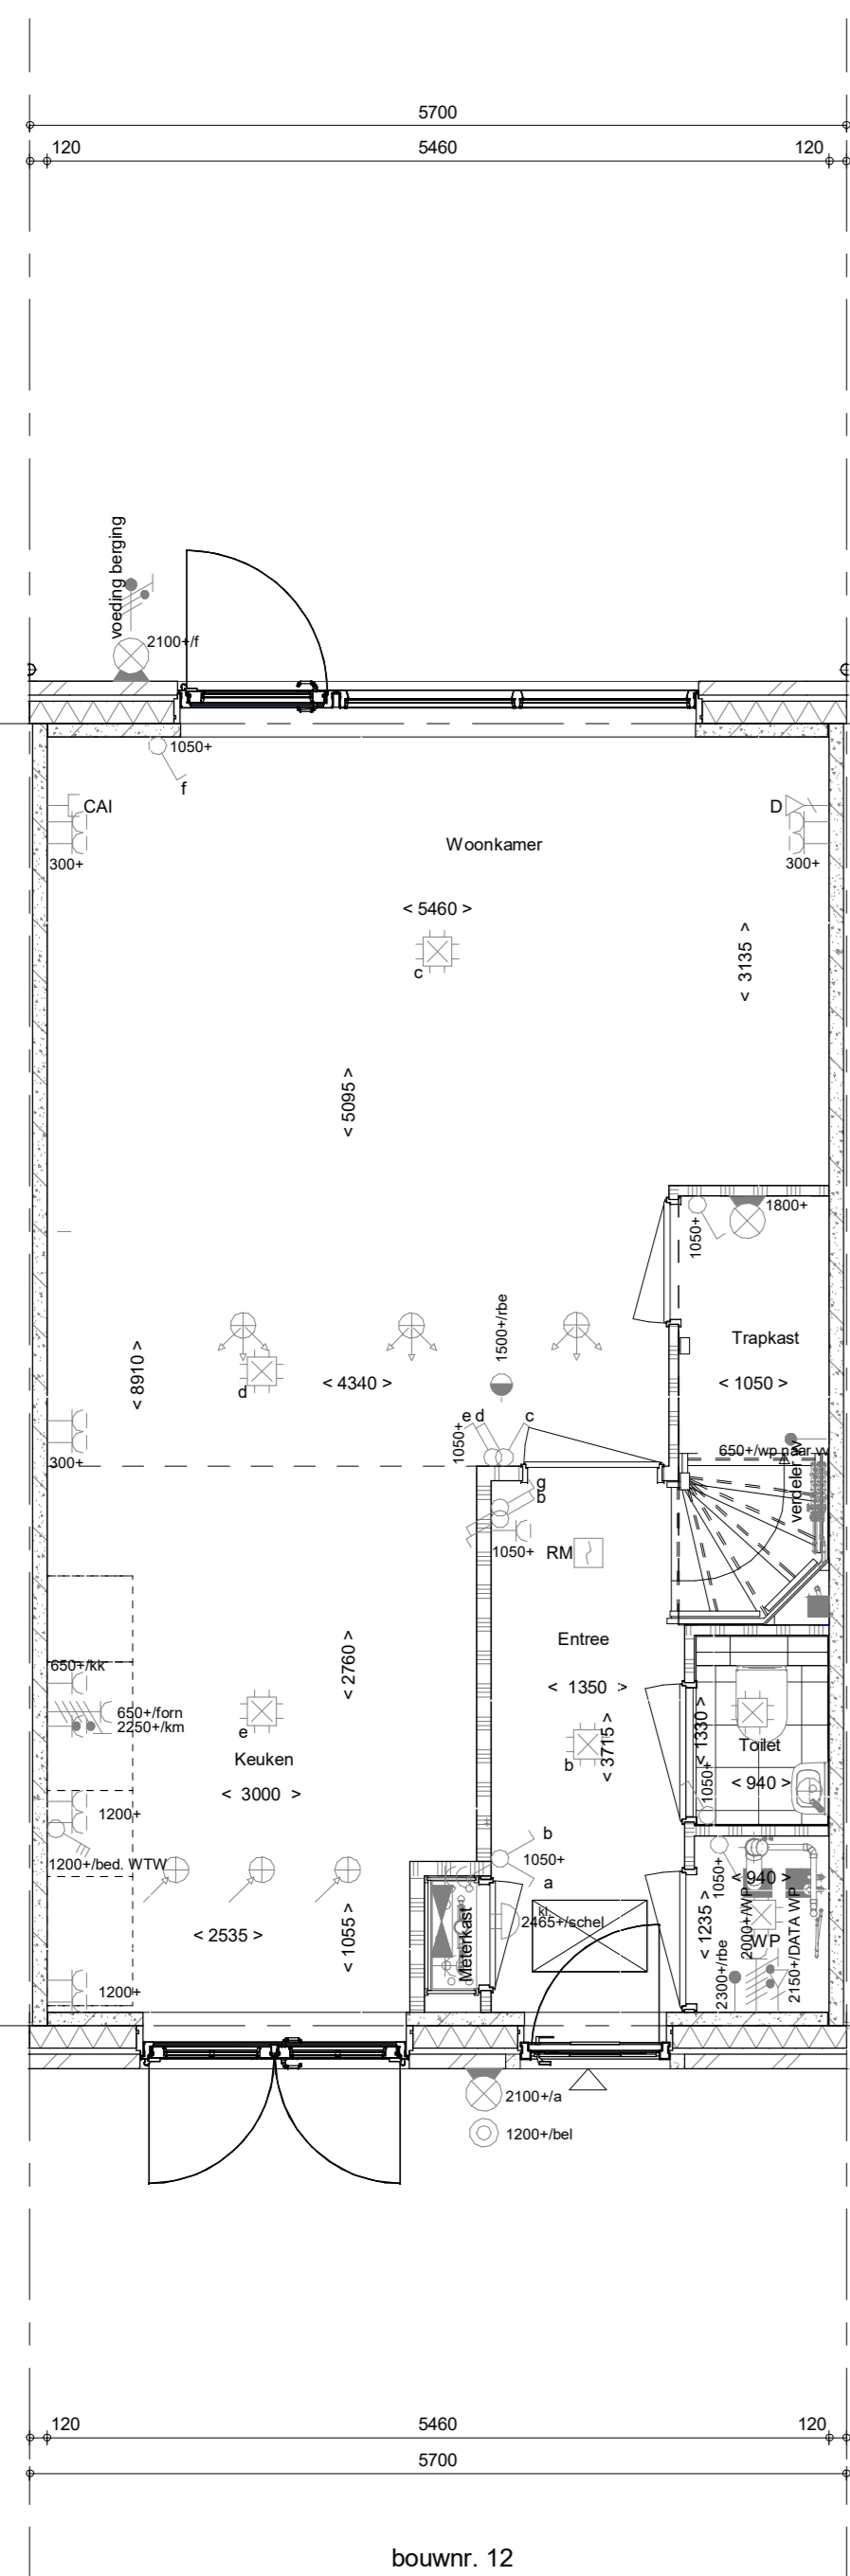 5700
120 5460 120
voeding berging
2100+/f
1050+
f
CAI
D
300+
300+
Woonkamer
< 5460 >
c
< 3135 >
< 5095 >
1800+
1050+
Trapkast
< 1050 >
1500+/rbe
< 8910 >
d
< 4340 >
e d
c
1050+
300+
650+/wp naar vv
verdeler vv
g
b
1050+
RM
Entree
< 1350 >
< 2760 >
650+/kk
650+/forn
2250+/km
e
Keuken
< 3000 >
b
< 3715 >
< 1330 >
Toilet
< 940 >
1050+
1200+
1200+/bed. WTW
b
1050+
a
1050+
< 940 >
kl.
2465+/schel
Meterkast
< 2535 >
< 1055 >
< 1235 >
2000+/WP
WP
2150+/DATA WP
2300+/rbe
1200+
2100+/a
1200+/bel
120 5460 120
5700
bouwnr. 12